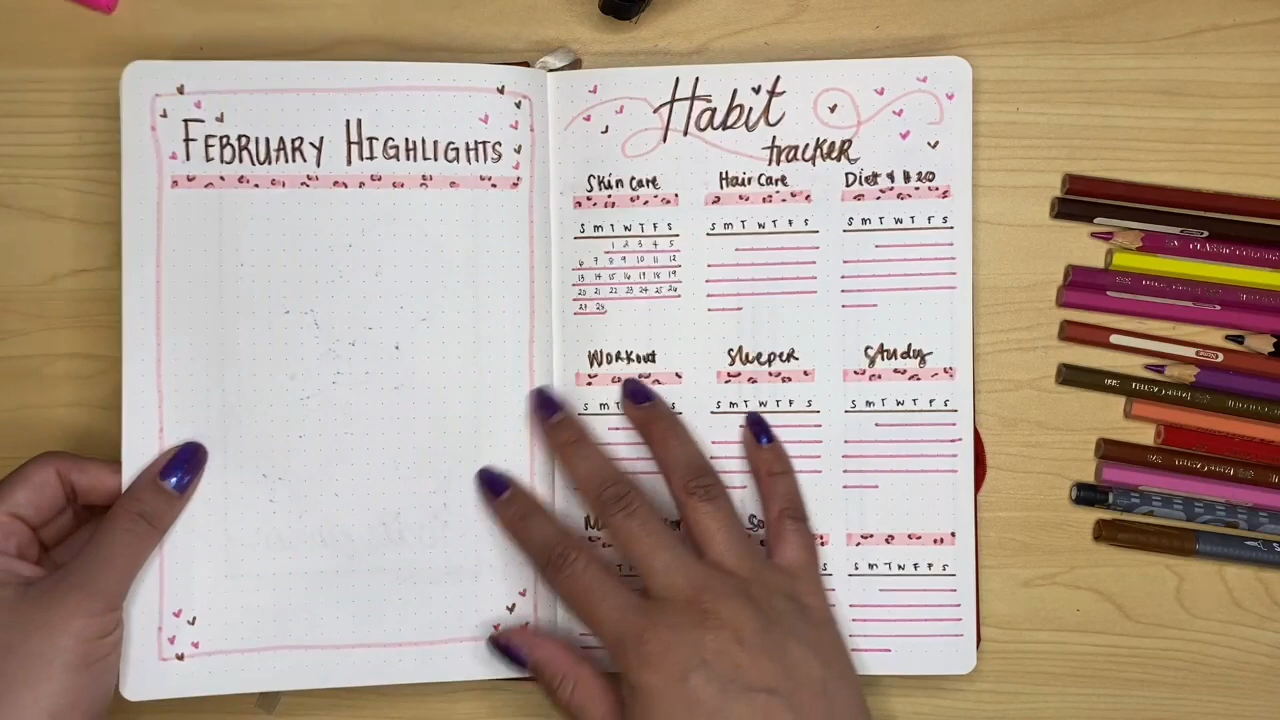 FEBRUARY HIGHLIGHTS
Habit
tracker
Skin Care
Hair Care
S M T W T F S
1 2 3 4 5
6 7 8 9 10 11 12
13 14 15 16 17 18 19
20 21 22 23 24 25 26
27 28
S M T W T F S
S M T W T F S
Workout
Sleeper
Study
S M T
S M T W T F S
S M T W T F S
S M T W F F S